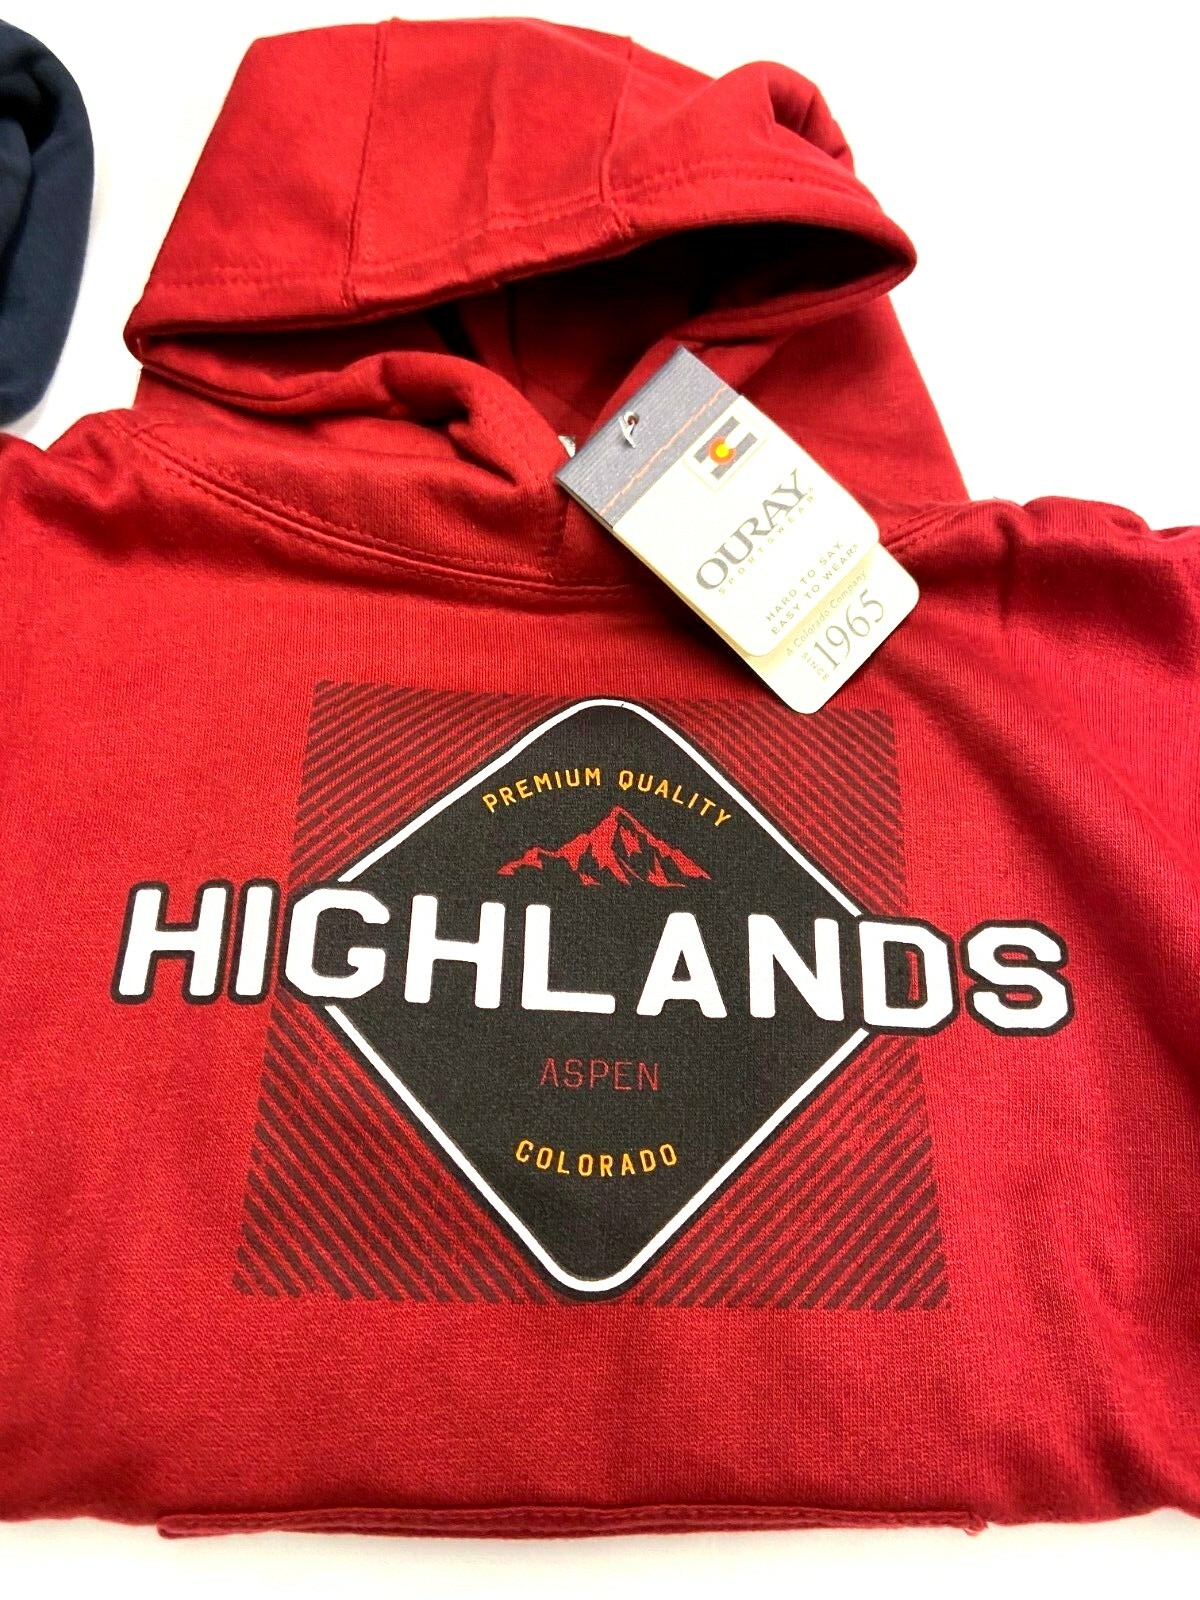 OURAY
SPORTSWEAR®
HARD TO SAY
EASY TO WEAR®
A Colorado Company
SINCE 1965
PREMIUM QUALITY
HIGHLANDS
ASPEN
COLORADO